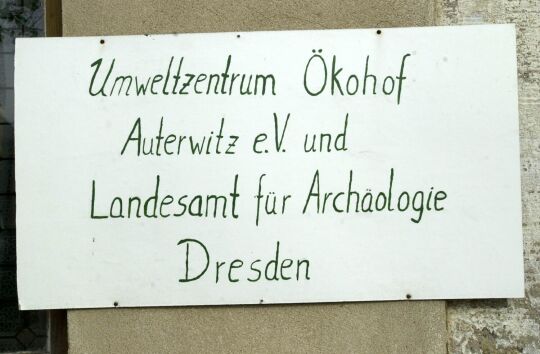 Umweltzentrum Ökohof
Auterwitz e.V. und
Landesamt für Archäologie
Dresden